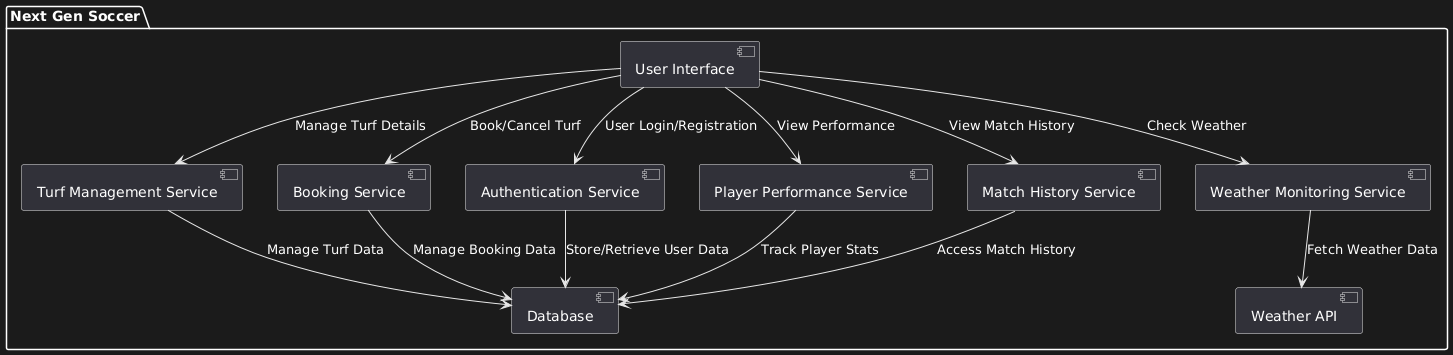 Next Gen Soccer
User Interface
Manage Turf Details
Book/Cancel Turf
User Login/Registration
View Performance
View Match History
Check Weather
Turf Management Service
Booking Service
Authentication Service
Player Performance Service
Match History Service
Weather Monitoring Service
Manage Turf Data
Manage Booking Data
Store/Retrieve User Data
Track Player Stats
Access Match History
Fetch Weather Data
Database
Weather API